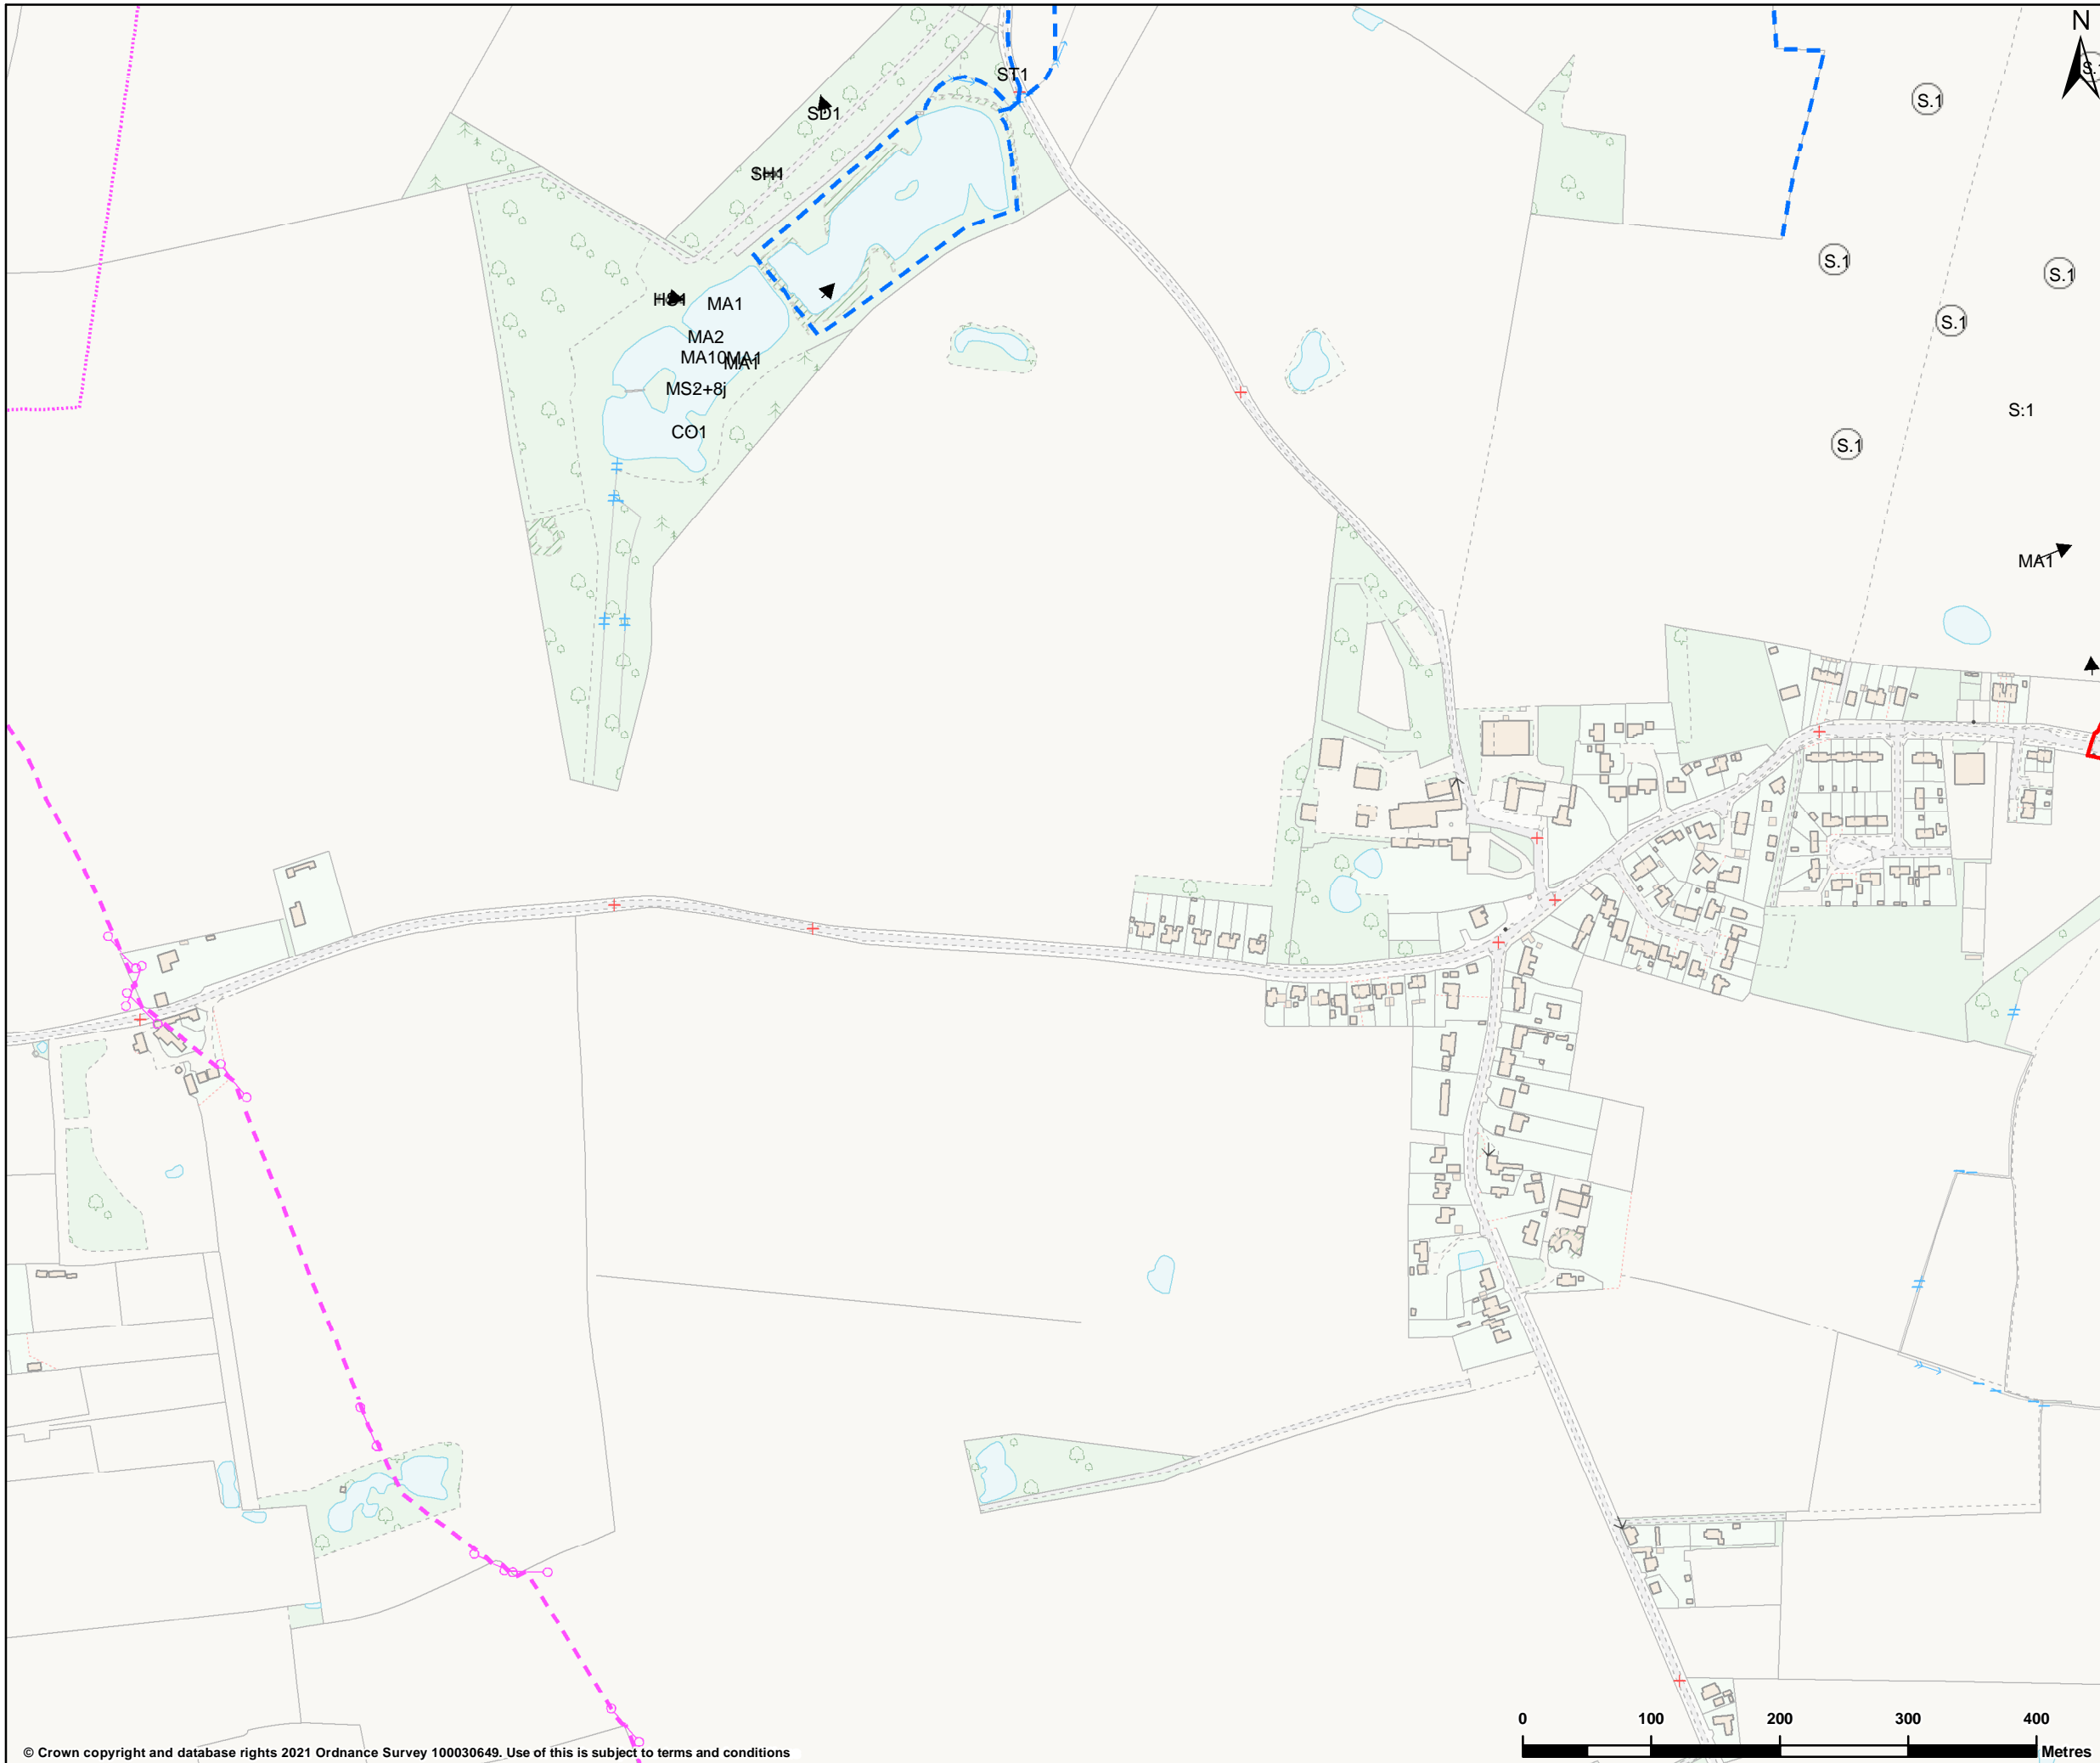 N
ST1
S.1
SD1
SH1
S.1
S.1
HS1
MA1
S.1
MA2
MA10MA1
MA1
MS2+8j
S:1
CO1
S.1
MA1
0 100 200 300 400
Metres
© Crown copyright and database rights 2021 Ordnance Survey 100030649. Use of this is subject to terms and conditions